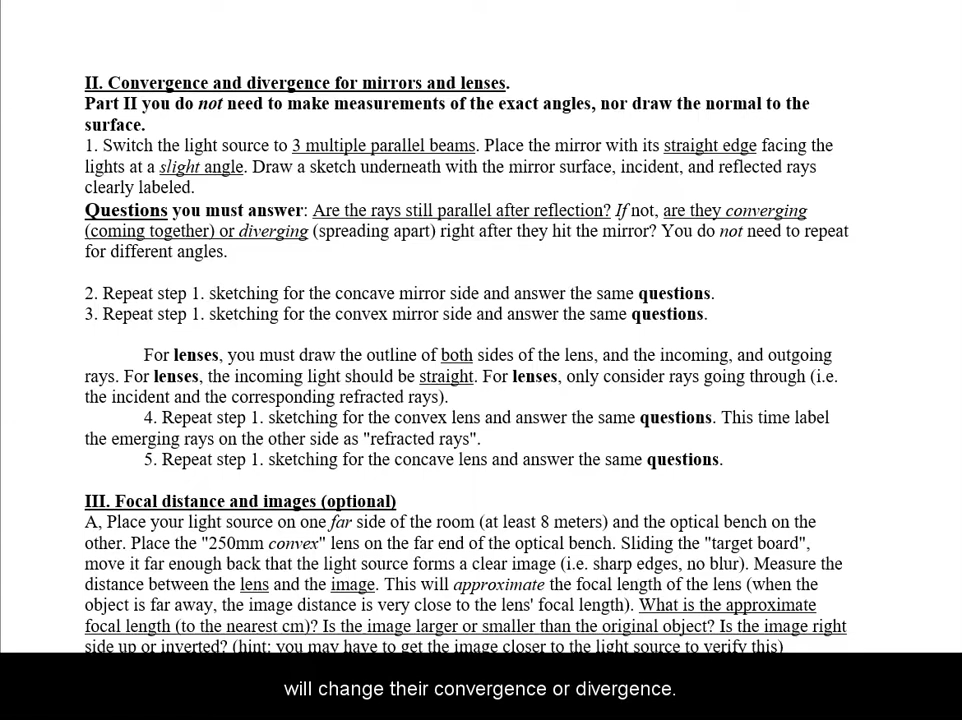 II. Convergence and divergence for mirrors and lenses.
Part II you do not need to make measurements of the exact angles, nor draw the normal to the
surface.
1. Switch the light source to 3 multiple parallel beams. Place the mirror with its straight edge facing the
lights at a slight angle. Draw a sketch underneath with the mirror surface, incident, and reflected rays
clearly labeled.
Questions you must answer: Are the rays still parallel after reflection? If not, are they converging
(coming together) or diverging (spreading apart) right after they hit the mirror? You do not need to repeat
for different angles.
2. Repeat step 1. sketching for the concave mirror side and answer the same questions.
3. Repeat step 1. sketching for the convex mirror side and answer the same questions.
For lenses, you must draw the outline of both sides of the lens, and the incoming, and outgoing
rays. For lenses, the incoming light should be straight. For lenses, only consider rays going through (i.e.
the incident and the corresponding refracted rays).
4. Repeat step 1. sketching for the convex lens and answer the same questions. This time label
the emerging rays on the other side as "refracted rays".
5. Repeat step 1. sketching for the concave lens and answer the same questions.
III. Focal distance and images (optional)
A, Place your light source on one far side of the room (at least 8 meters) and the optical bench on the
other. Place the "250mm convex" lens on the far end of the optical bench. Sliding the "target board",
move it far enough back that the light source forms a clear image (i.e. sharp edges, no blur). Measure the
distance between the lens and the image. This will approximate the focal length of the lens (when the
object is far away, the image distance is very close to the lens' focal length). What is the approximate
focal length (to the nearest cm)? Is the image larger or smaller than the original object? Is the image right
side up or inverted? (hint: you may have to get the image closer to the light source to verify this)
will change their convergence or divergence.